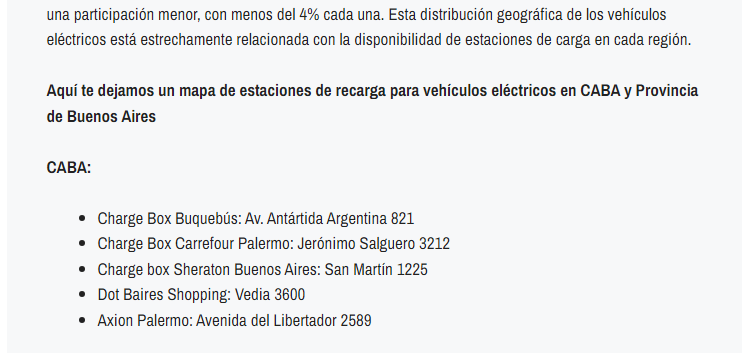 una participación menor, con menos del 4% cada una. Esta distribución geográfica de los vehículos
eléctricos está estrechamente relacionada con la disponibilidad de estaciones de carga en cada región.
Aquí te dejamos un mapa de estaciones de recarga para vehículos eléctricos en CABA y Provincia
de Buenos Aires
CABA:
• Charge Box Buquebús: Av. Antártida Argentina 821
• Charge Box Carrefour Palermo: Jerónimo Salguero 3212
• Charge box Sheraton Buenos Aires: San Martín 1225
• Dot Baires Shopping: Vedia 3600
• Axion Palermo: Avenida del Libertador 2589